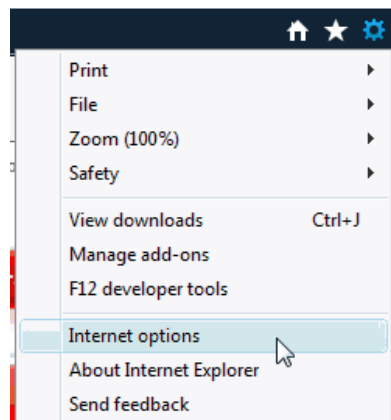 Print
File
Zoom (100%)
Safety
View downloads Ctrl+J
Manage add-ons
F12 developer tools
Internet options
About Internet Explorer
Send feedback